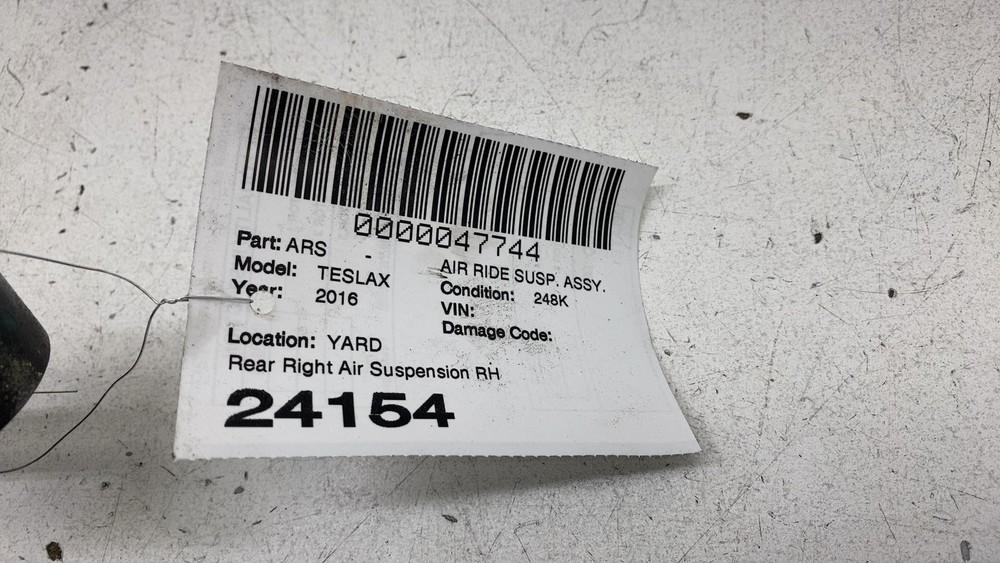 0000047744
Part: ARS -
AIR RIDE SUSP. ASSY.
Model: TESLAX
Condition: 248K
Year: 2016
VIN:
Damage Code:
Location: YARD
Rear Right Air Suspension RH
24154